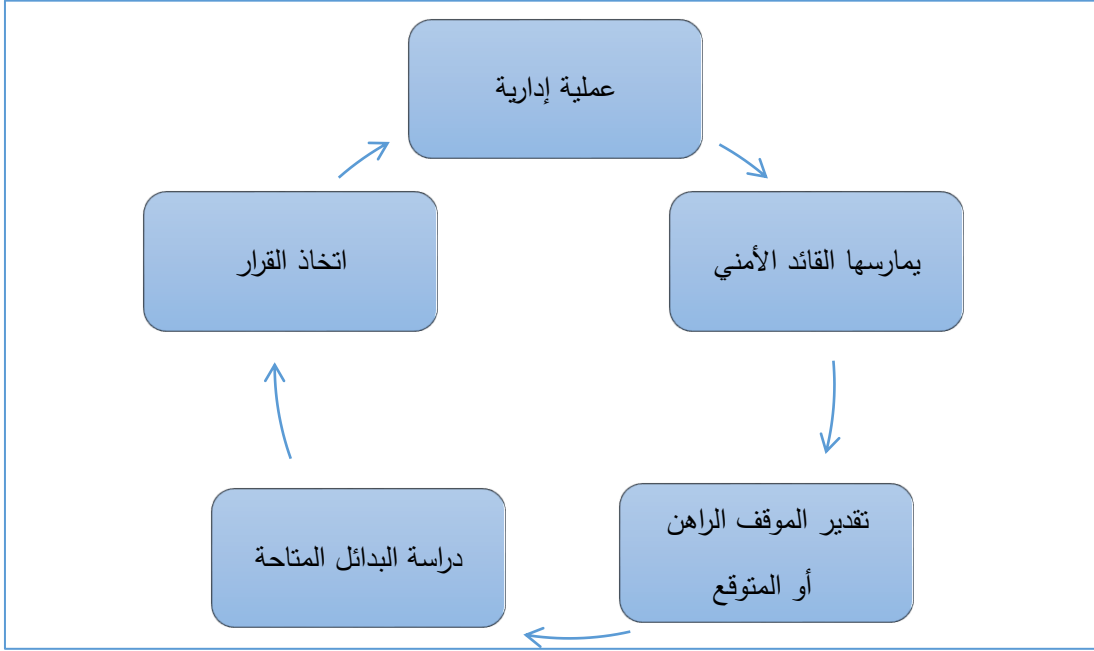 عملية إدارية
يمارسها القائد الأمني
تقدير الموقف الراهن
أو المتوقع
دراسة البدائل المتاحة
اتخاذ القرار